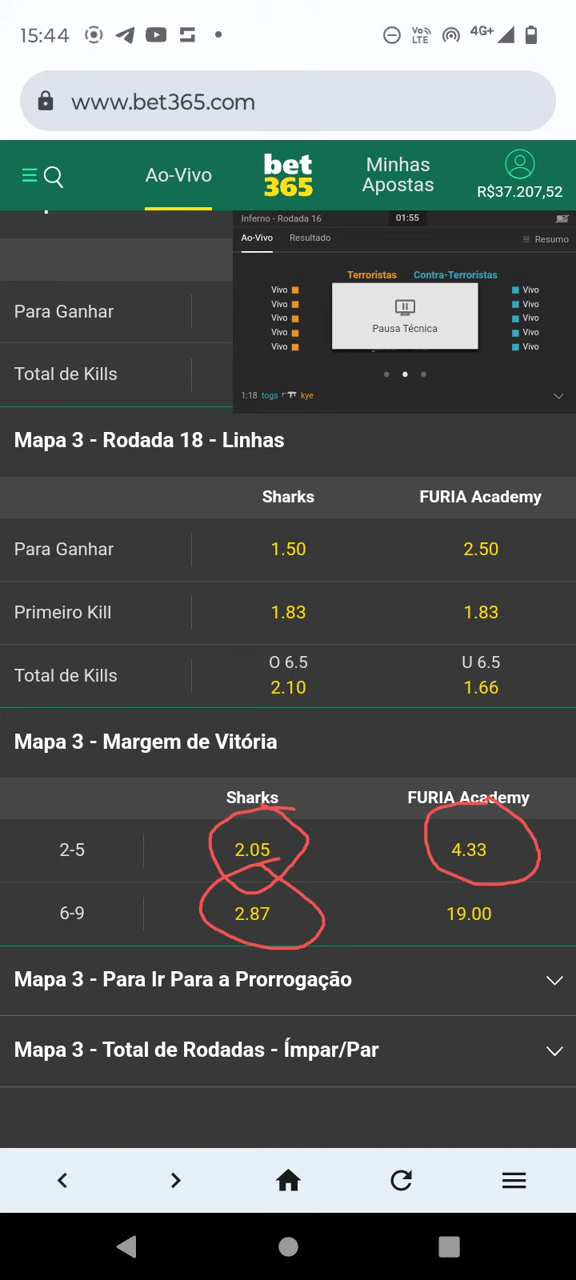 15:44
Vo)) LTE
4G+
www.bet365.com
Ao-Vivo
bet365
Minhas Apostas
R$37.207,52
Inferno - Rodada 16
01:55
Ao-Vivo
Resultado
Resumo
Terroristas
Contra-Terroristas
Vivo
Vivo
Vivo
Vivo
Vivo
Vivo
Vivo
Vivo
Vivo
Vivo
Pausa Técnica
1:18 togs kye
Para Ganhar
Total de Kills
Mapa 3 - Rodada 18 - Linhas
Sharks
FURIA Academy
Para Ganhar
1.50
2.50
Primeiro Kill
1.83
1.83
Total de Kills
O 6.5
2.10
U 6.5
1.66
Mapa 3 - Margem de Vitória
Sharks
FURIA Academy
2-5
2.05
4.33
6-9
2.87
19.00
Mapa 3 - Para Ir Para a Prorrogação
Mapa 3 - Total de Rodadas - Ímpar/Par